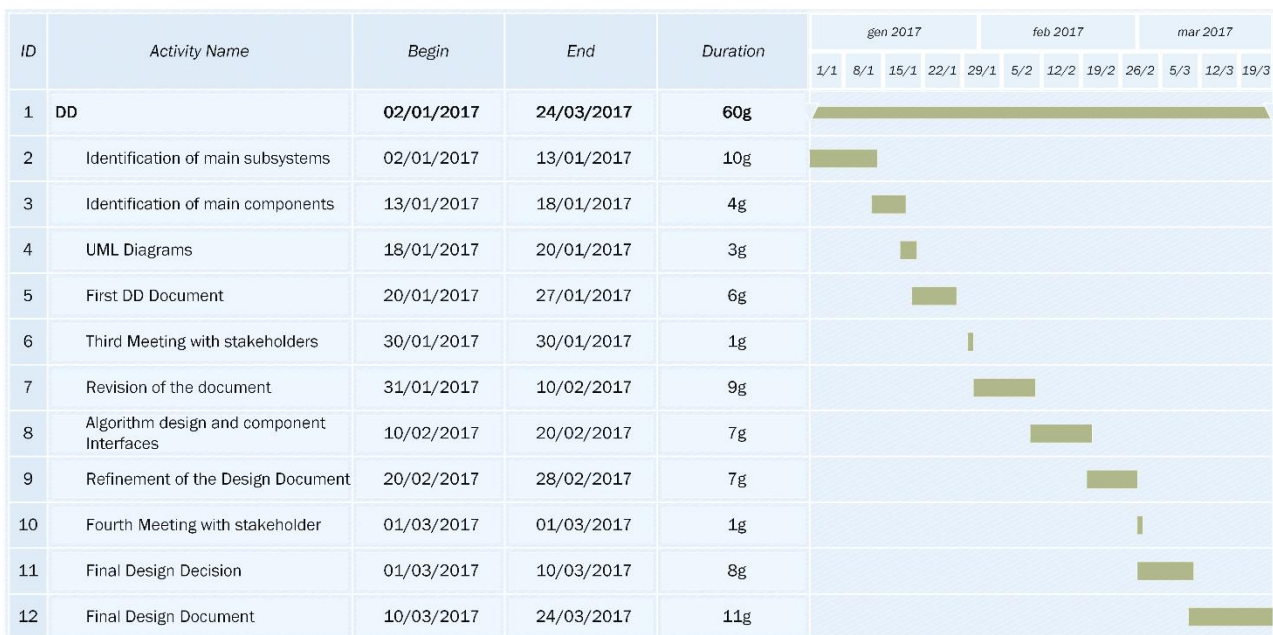 ID Activity Name Begin End Duration gen 2017 feb 2017 mar 2017
1/1 8/1 15/1 22/1 29/1 5/2 12/2 19/2 26/2 5/3 12/3 19/3
1 DD 02/01/2017 24/03/2017 60g
2 Identification of main subsystems 02/01/2017 13/01/2017 10g
3 Identification of main components 13/01/2017 18/01/2017 4g
4 UML Diagrams 18/01/2017 20/01/2017 3g
5 First DD Document 20/01/2017 27/01/2017 6g
6 Third Meeting with stakeholders 30/01/2017 30/01/2017 1g
7 Revision of the document 31/01/2017 10/02/2017 9g
8 Algorithm design and component
Interfaces 10/02/2017 20/02/2017 7g
9 Refinement of the Design Document 20/02/2017 28/02/2017 7g
10 Fourth Meeting with stakeholder 01/03/2017 01/03/2017 1g
11 Final Design Decision 01/03/2017 10/03/2017 8g
12 Final Design Document 10/03/2017 24/03/2017 11g